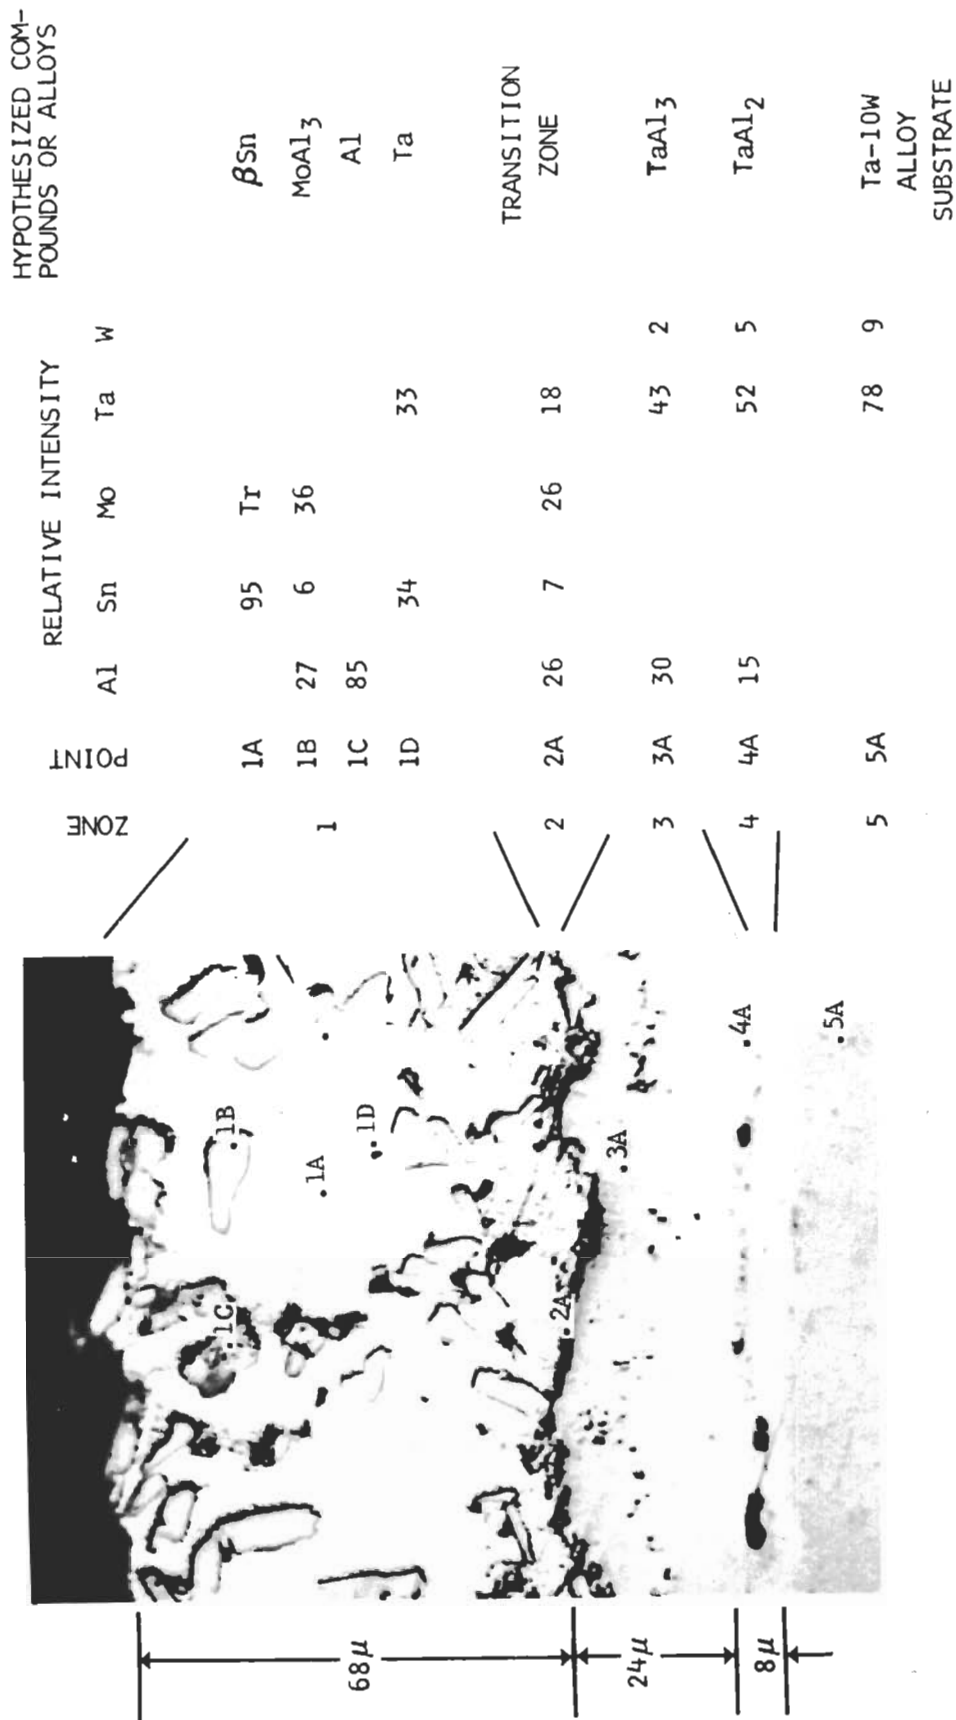 RELATIVE INTENSITY
HYPOTHESIZED COM-
POUNDS OR ALLOYS
ZONE POINT Al Sn Mo Ta W
1A 95 Tr βSn
1 1B 27 6 36 MoAl3
1C 85 Al
1D 34 33 Ta
TRANSITION
2 2A 26 7 26 18 ZONE
3 3A 30 43 2 TaAl3
4 4A 15 52 5 TaAl2
5 5A 78 9 Ta-10W
ALLOY
SUBSTRATE
.1C
.1B
.1A
.1D
.2A
.3A
.4A
.5A
68μ
24μ
8μ